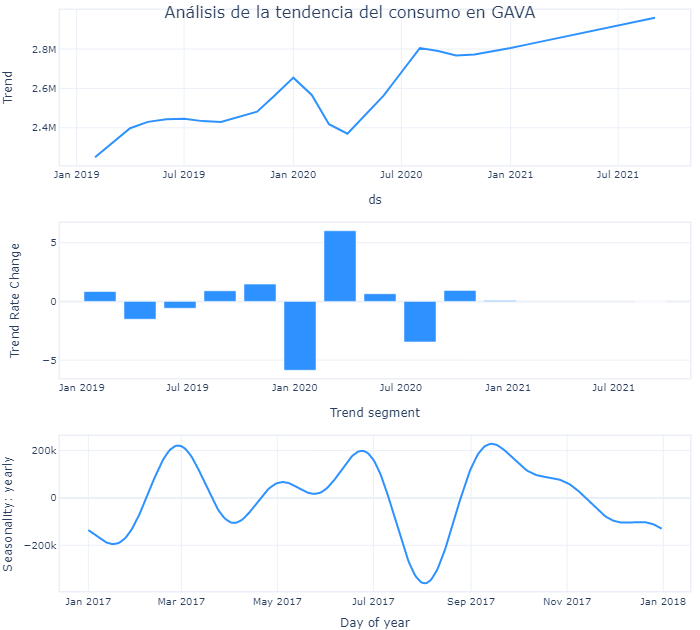 Análisis de la tendencia del consumo en GAVA
Trend
2.8M
2.6M
2.4M
Jan 2019 Jul 2019 Jan 2020 Jul 2020 Jan 2021 Jul 2021
ds
Trend Rate Change
5
0
−5
Jan 2019 Jul 2019 Jan 2020 Jul 2020 Jan 2021 Jul 2021
Trend segment
Seasonality: yearly
200k
0
−200k
Jan 2017 Mar 2017 May 2017 Jul 2017 Sep 2017 Nov 2017 Jan 2018
Day of year